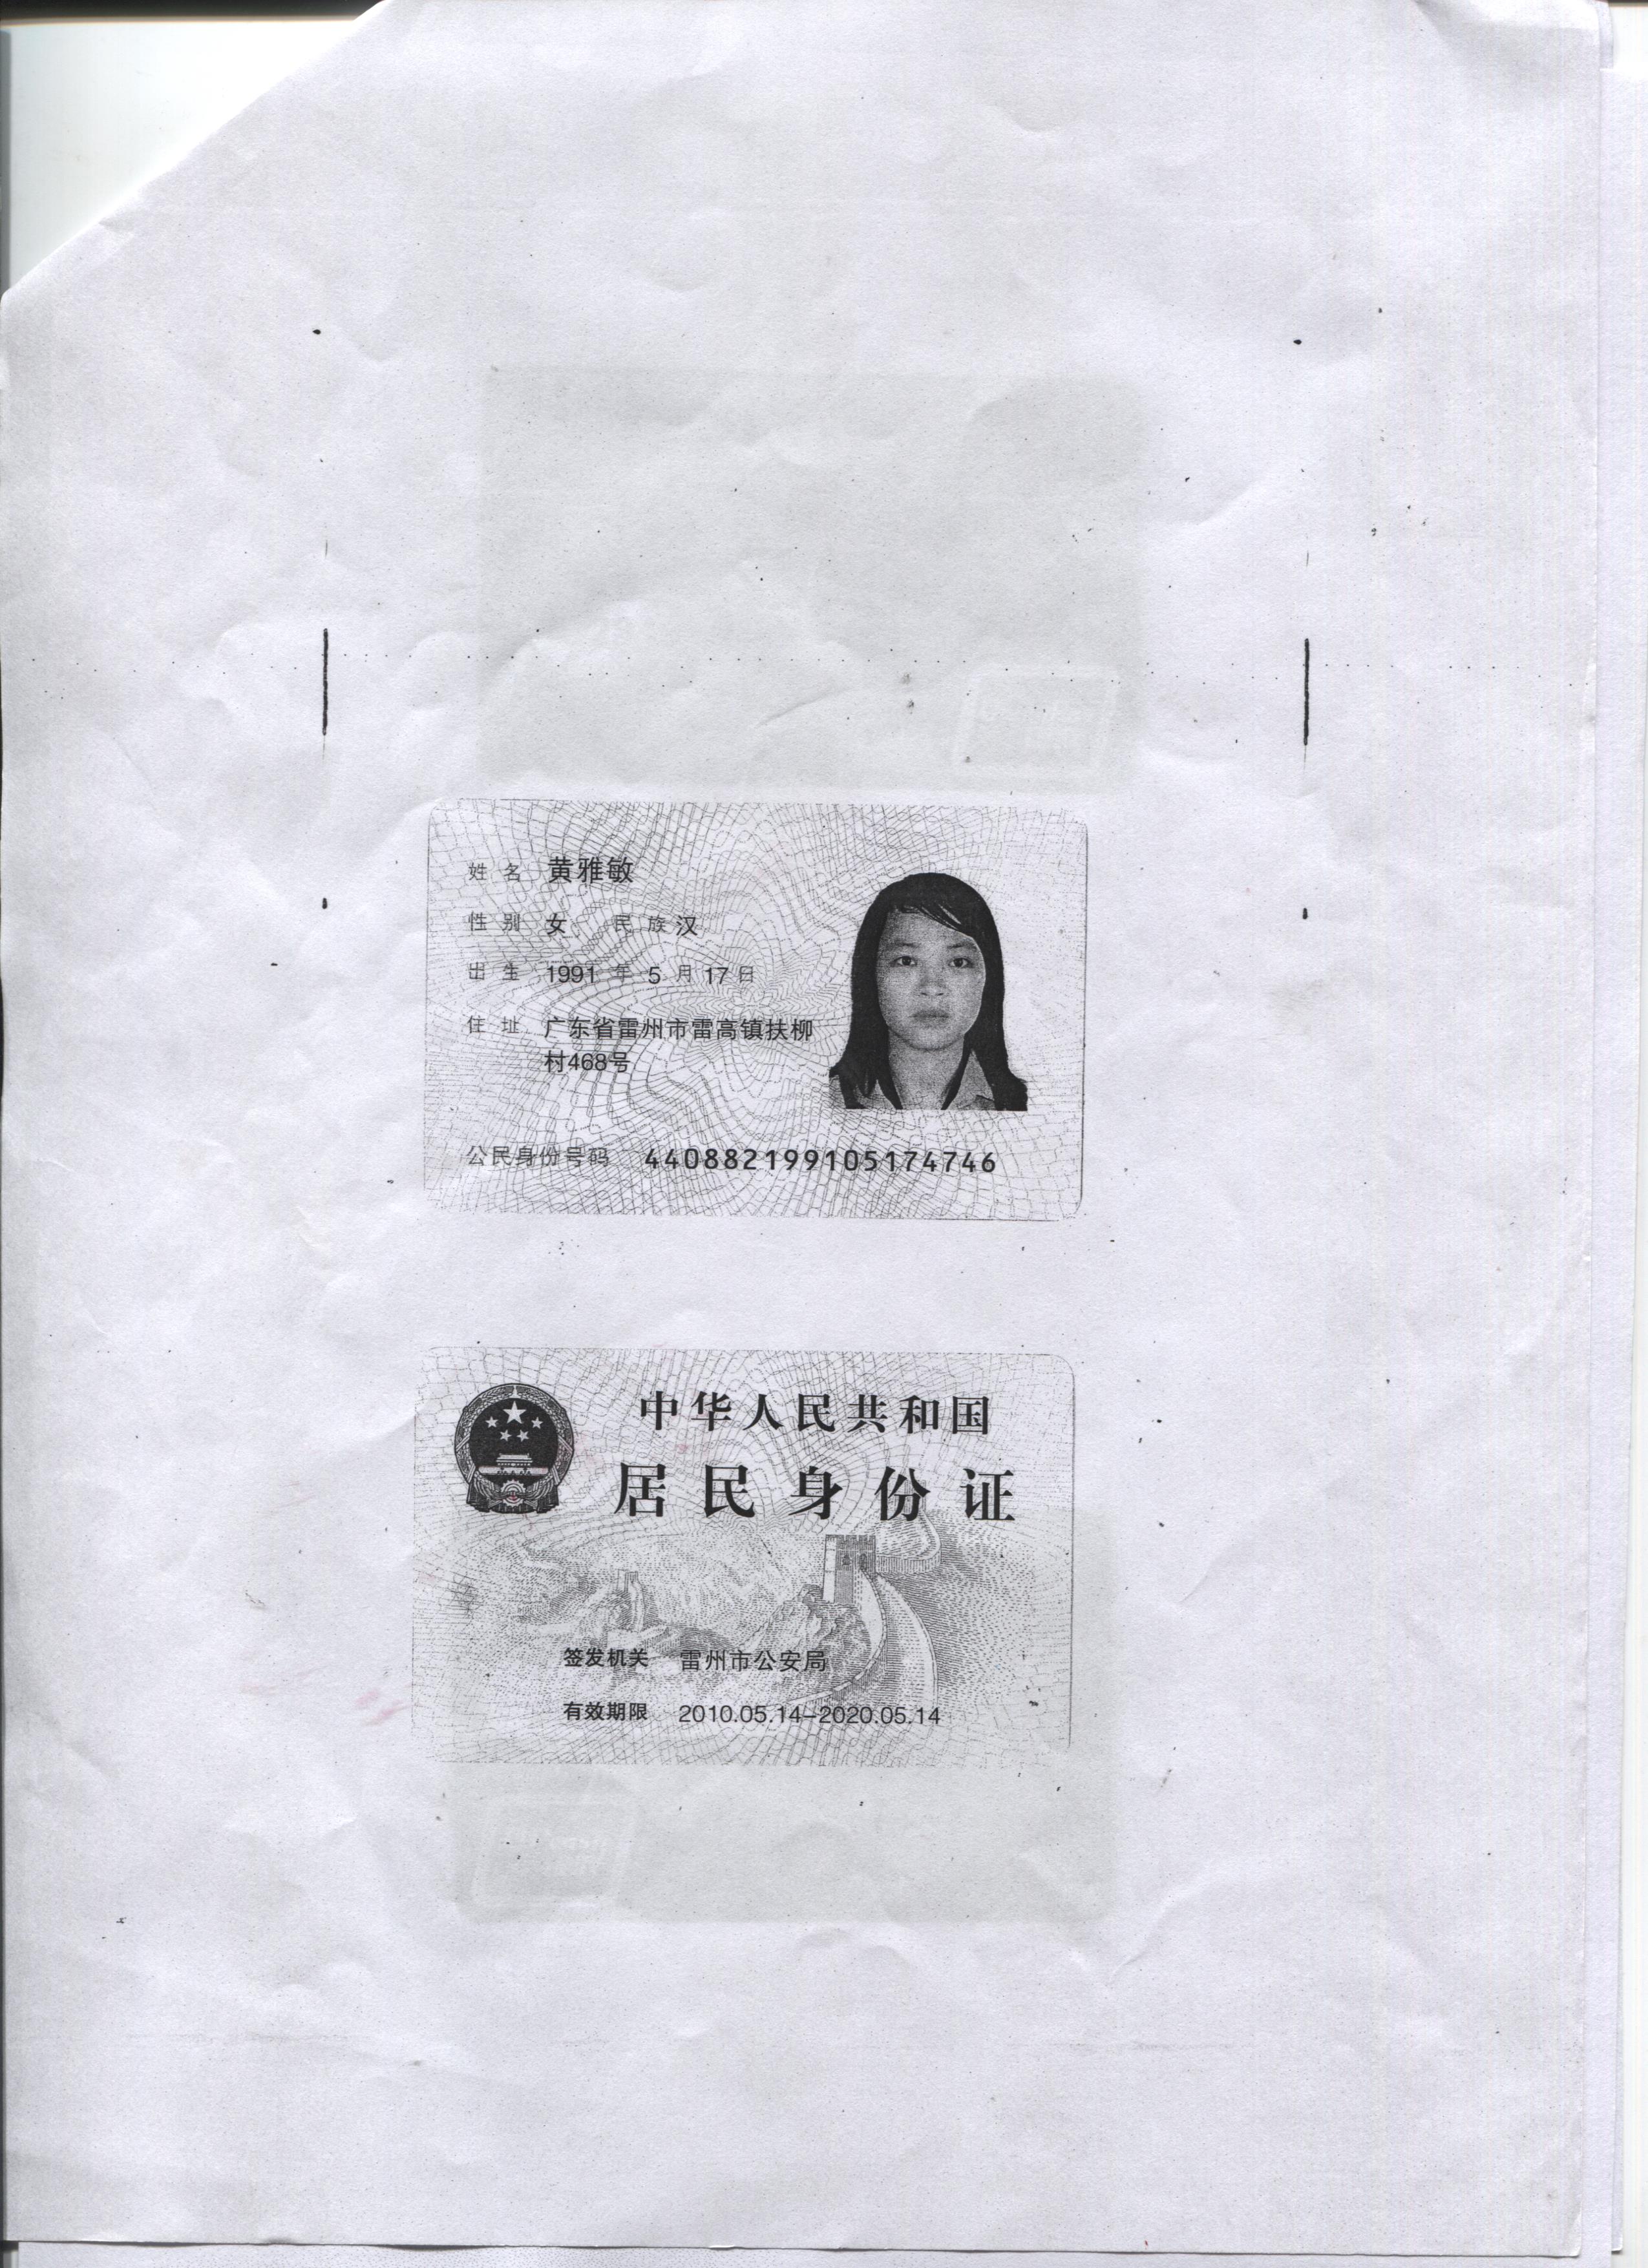 姓名 黄雅敏
性别 女 民族 汉
出生 1991 年 5 月 17 日
住址 广东省雷州市雷高镇扶柳
村468号
公民身份号码 440882199105174746
中华人民共和国
居民身份证
签发机关 雷州市公安局
有效期限 2010.05.14-2020.05.14